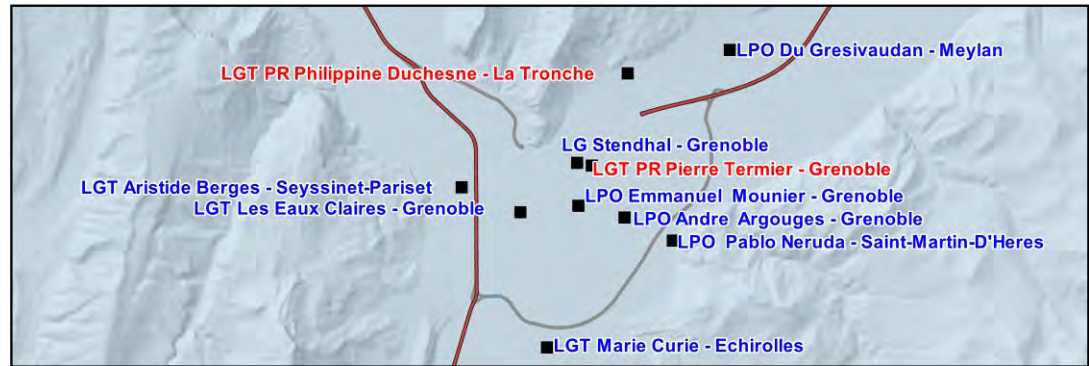 LPO Du Gresivaudan - Meylan
LGT PR Philippine Duchesne - La Tronche
LG Stendhal - Grenoble
LGT PR Pierre Termier - Grenoble
LGT Aristide Berges - Seyssinet-Pariset
LPO Emmanuel  Mounier - Grenoble
LGT Les Eaux Claires - Grenoble
LPO Andre  Argouges - Grenoble
LPO  Pablo Neruda - Saint-Martin-D'Heres
LGT Marie Curie - Echirolles